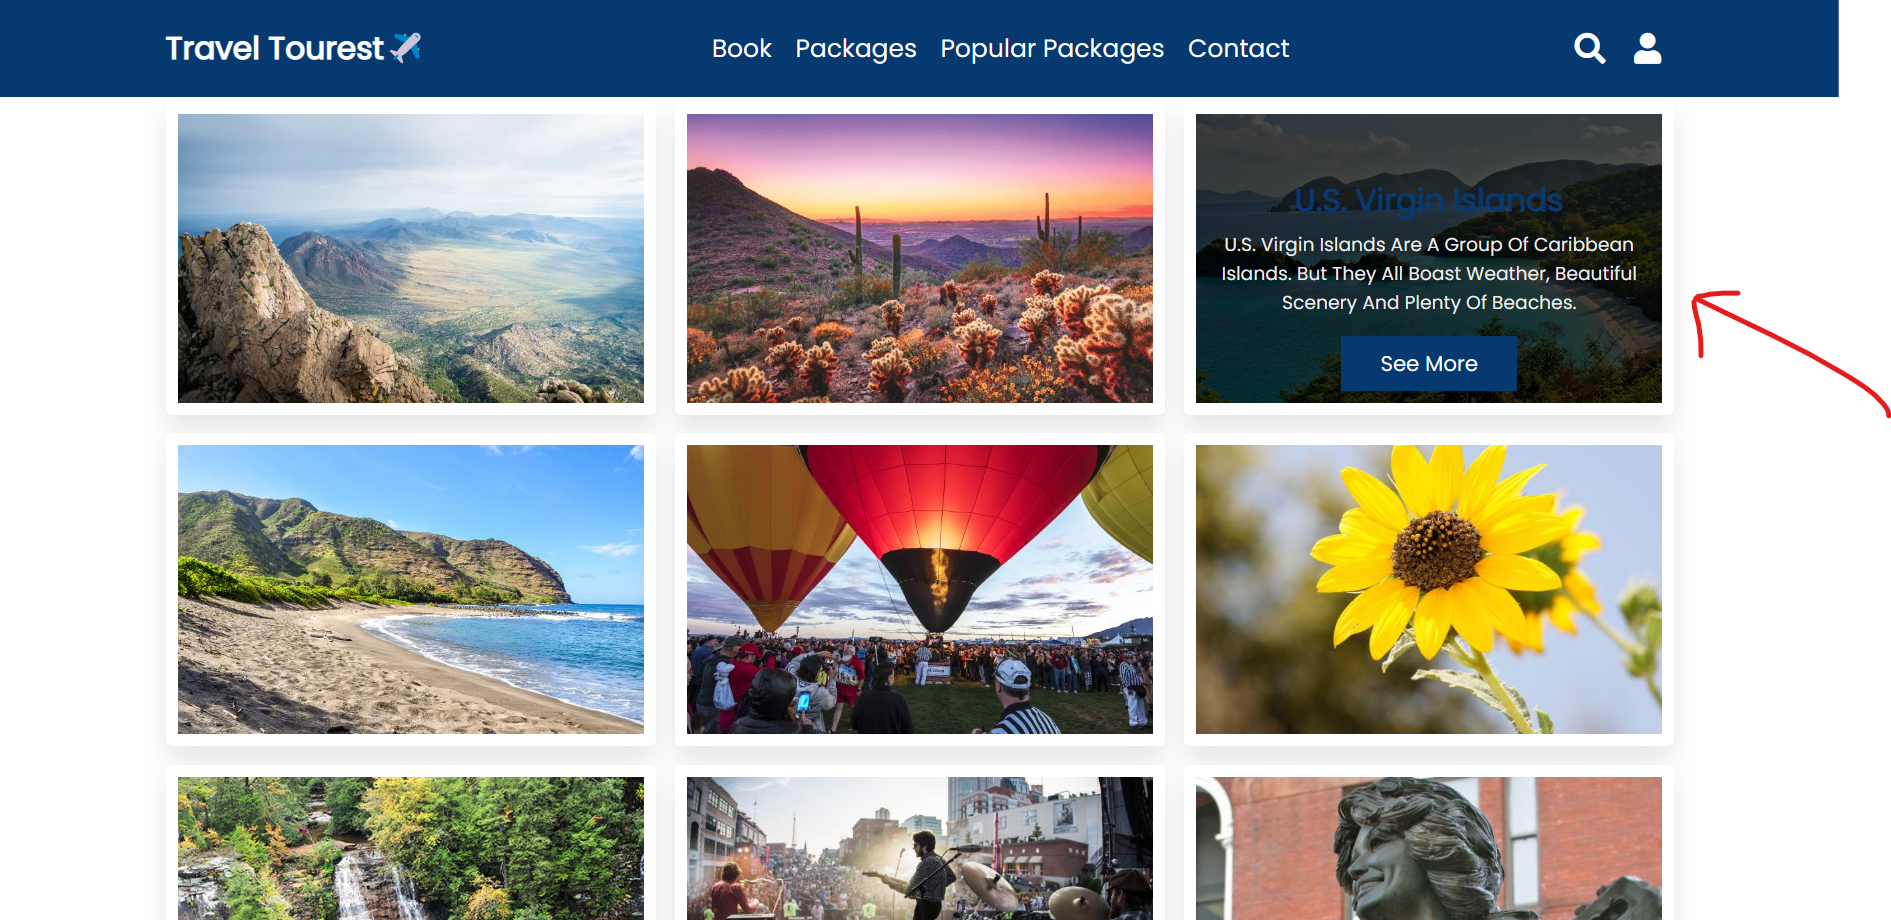 Travel Tourest
Book Packages Popular Packages Contact
U.S. Virgin Islands
U.S. Virgin Islands Are A Group Of Caribbean
Islands. But They All Boast Weather, Beautiful
Scenery And Plenty Of Beaches.
See More